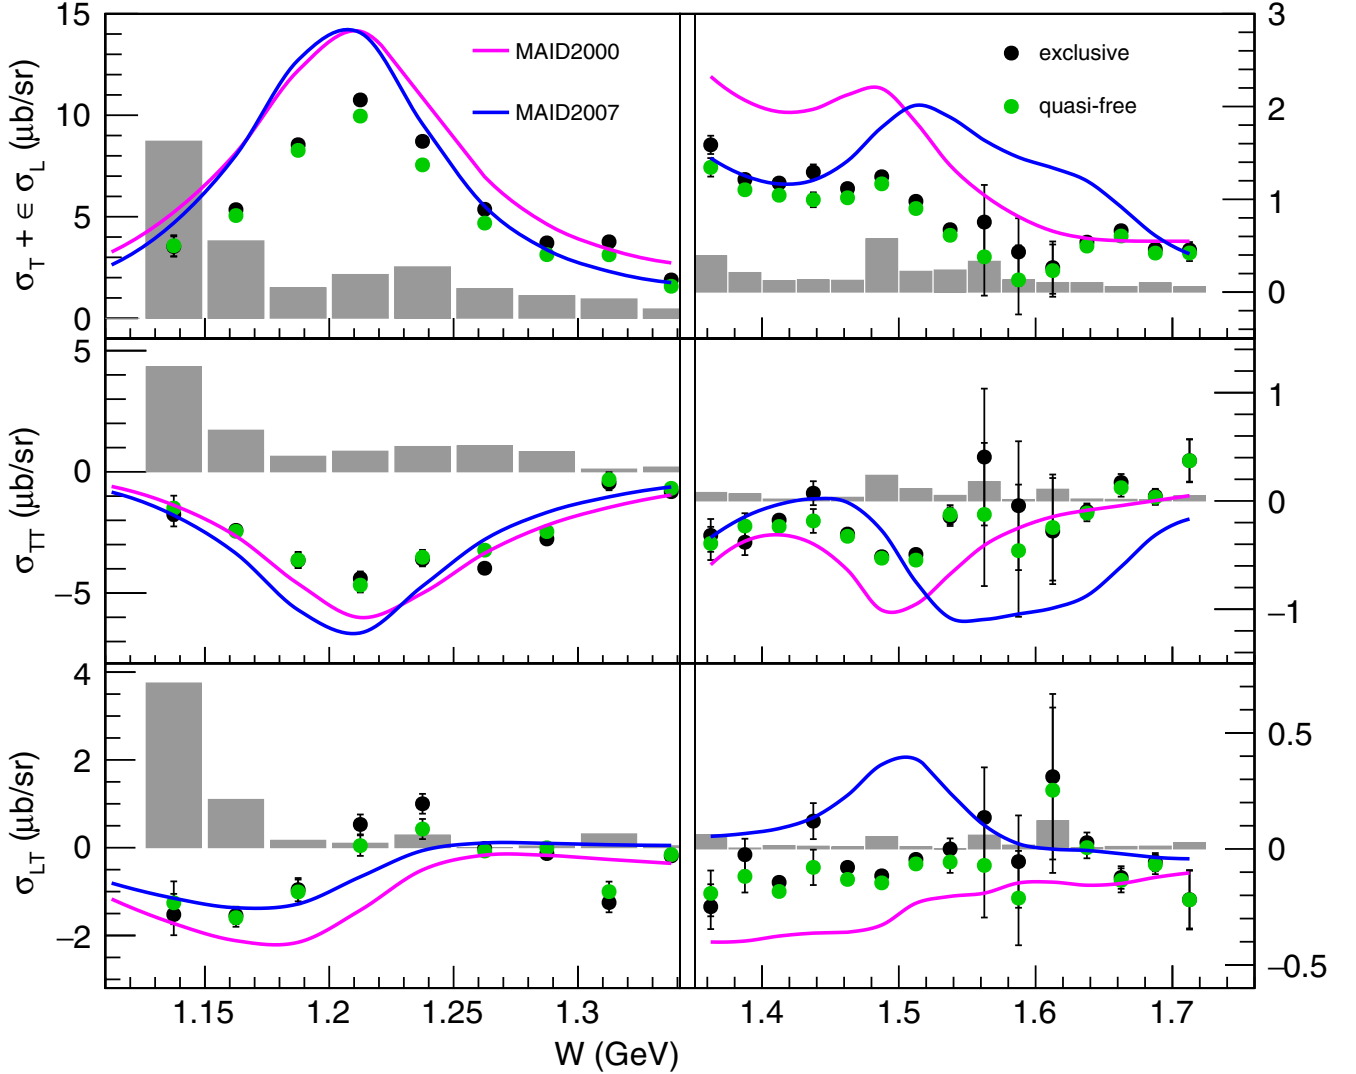 15
10
5
0
σT + ϵ σL (μb/sr)
MAID2000
MAID2007
exclusive
quasi-free
3
2
1
0
5
0
−5
σTT (μb/sr)
1
0
−1
4
2
0
−2
σLT (μb/sr)
0.5
0
−0.5
1.15 1.2 1.25 1.3 1.4 1.5 1.6 1.7
W (GeV)